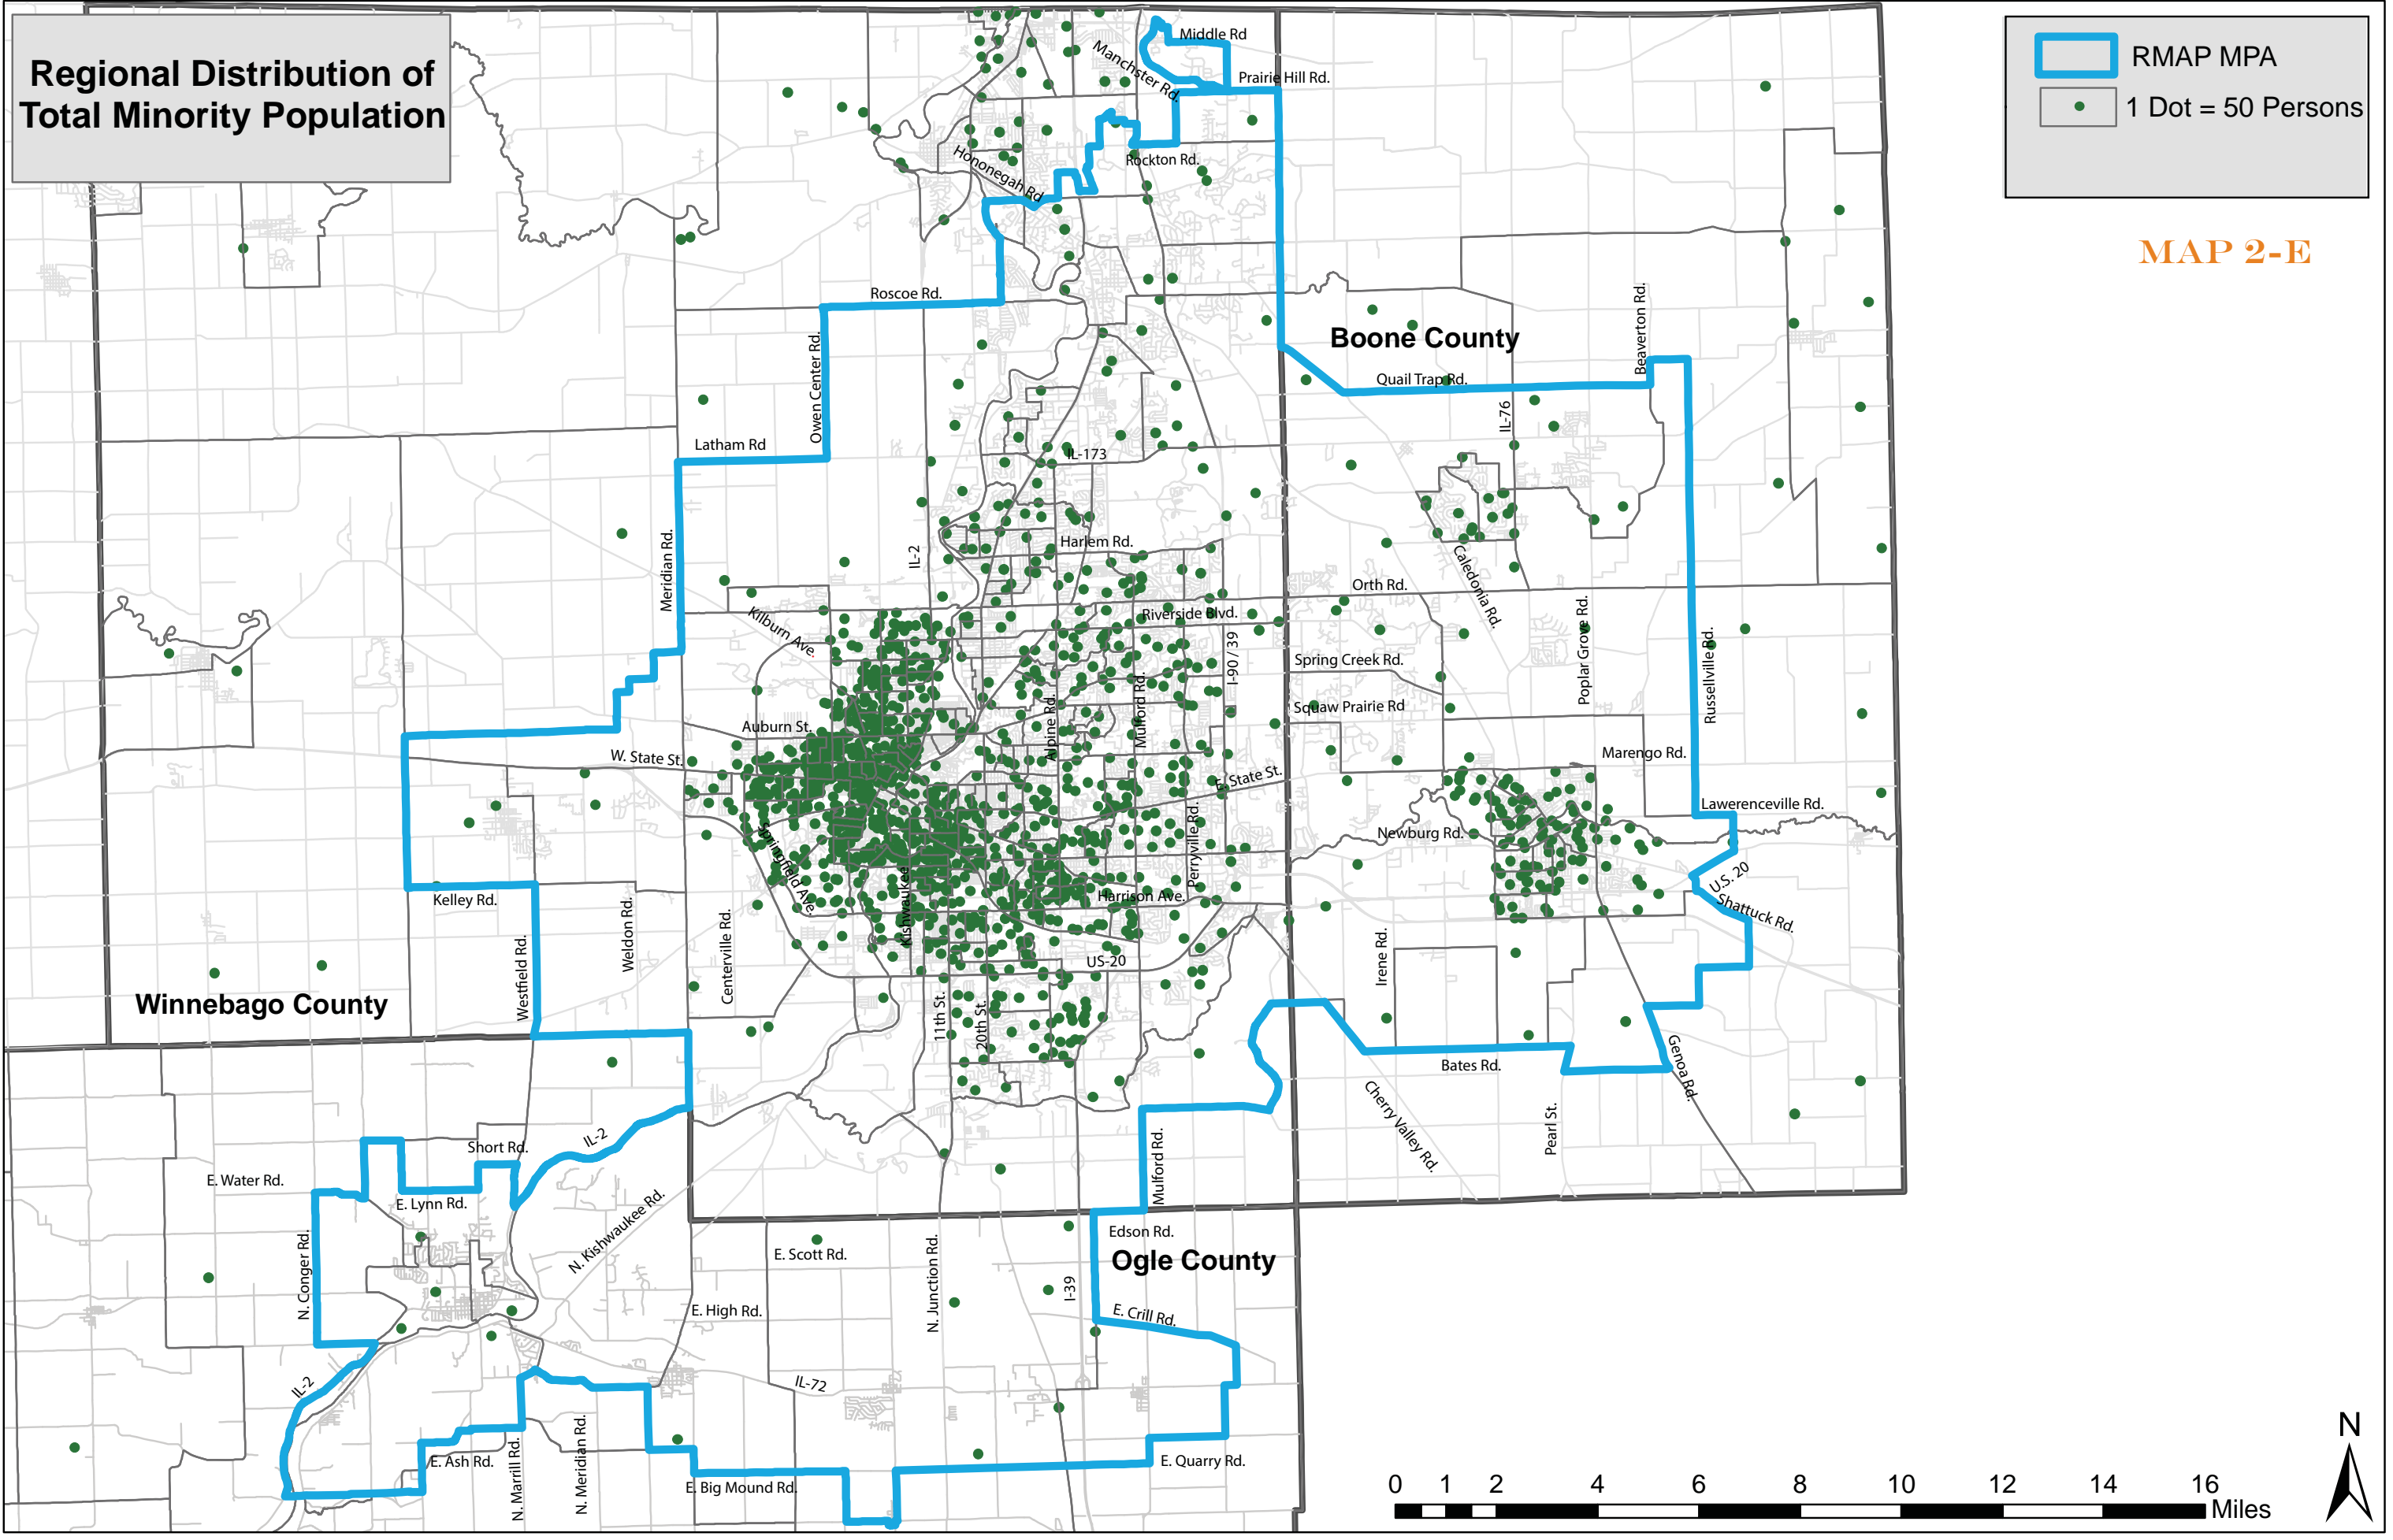 Regional Distribution of
Total Minority Population
RMAP MPA
1 Dot = 50 Persons
MAP 2-E
Middle Rd
Manchster Rd.
Prairie Hill Rd.
Hononegah Rd
Rockton Rd.
Roscoe Rd.
Owen Center Rd.
Boone County
Beaverton Rd.
Quail Trap Rd.
IL-76
Latham Rd
IL-173
Meridian Rd.
IL-2
Harlem Rd.
Caledonia Rd.
Orth Rd.
Kilburn Ave.
Riverside Blvd.
Poplar Grove Rd.
I-90 / 39
Spring Creek Rd.
Russellville Rd.
Alpine Rd.
Mulford Rd.
Squaw Prairie Rd
Auburn St.
W. State St.
Marengo Rd.
E. State St.
Lawerenceville Rd.
Springfield Ave.
Perryville Rd.
Newburg Rd.
Kishwaukee
U.S. 20
Kelley Rd.
Harrison Ave.
Shattuck Rd.
Westfield Rd.
Weldon Rd.
Centerville Rd.
US-20
Irene Rd.
Winnebago County
11th St.
20th St.
Genoa Rd.
Bates Rd.
Cherry Valley Rd.
Pearl St.
Short Rd.
IL-2
E. Water Rd.
E. Lynn Rd.
N. Kishwaukee Rd.
Mulford Rd.
Edson Rd.
N. Conger Rd.
E. Scott Rd.
N. Junction Rd.
Ogle County
I-39
E. High Rd.
E. Crill Rd.
IL-2
IL-72
N. Marrill Rd.
N. Meridian Rd.
E. Ash Rd.
E. Big Mound Rd.
E. Quarry Rd.
N
0 1 2 4 6 8 10 12 14 16
Miles